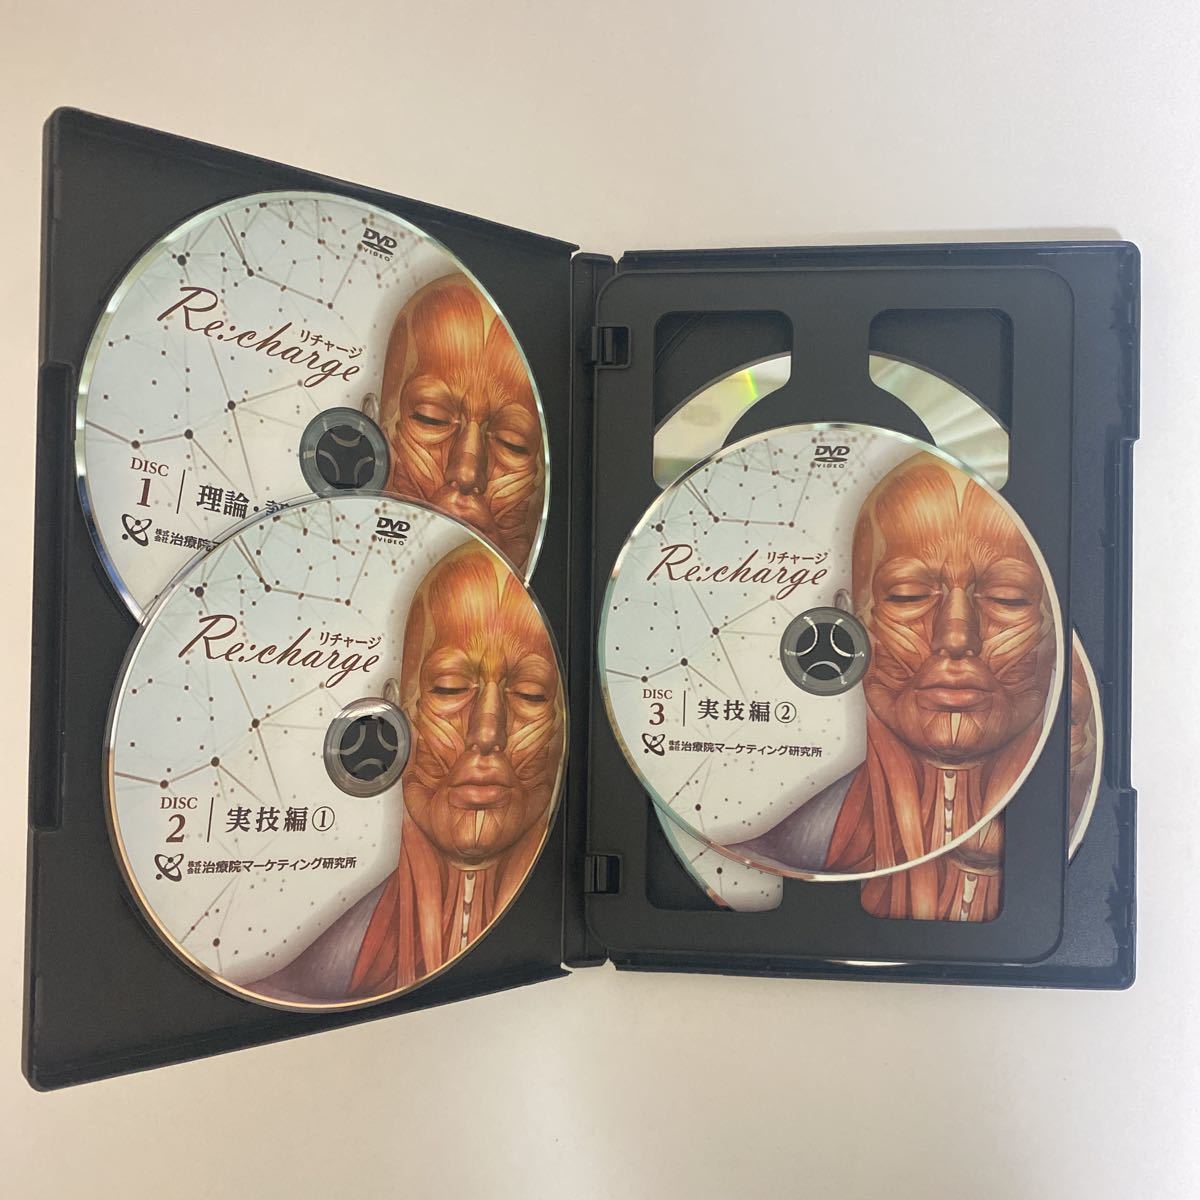 DVD
VIDEO
リチャージ
Re:charge
DISC
1
理論・
株式
会社
治療院マ
DVD
VIDEO
リチャージ
Re:charge
DISC
2
実技編①
株式
会社
治療院マーケティング研究所
DVD
VIDEO
リチャージ
Re:charge
DISC
3
実技編②
株式
会社
治療院マーケティング研究所